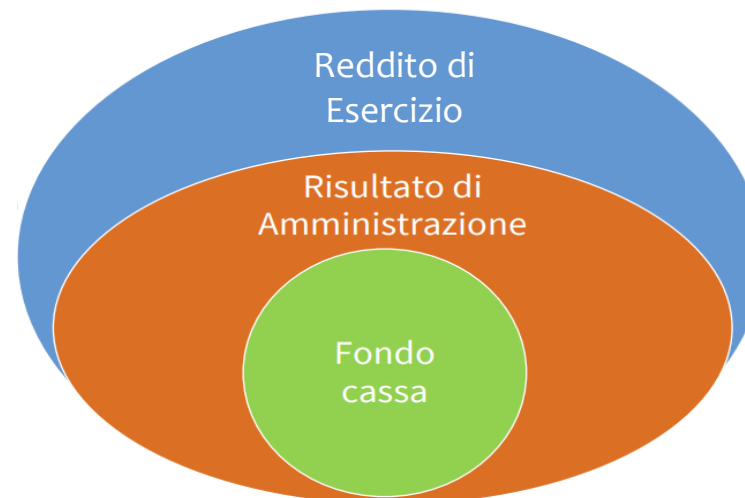 Reddito di
Esercizio
Risultato di
Amministrazione
Fondo
cassa